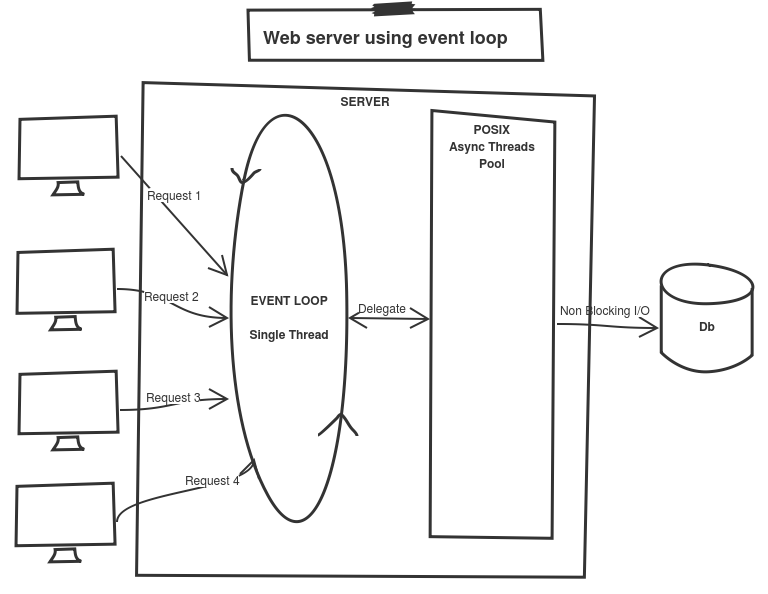 Web server using event loop
SERVER
POSIX
Async Threads
Pool
Request 1
Request 2
EVENT LOOP
Single Thread
Delegate
Non Blocking I/O
Db
Request 3
Request 4